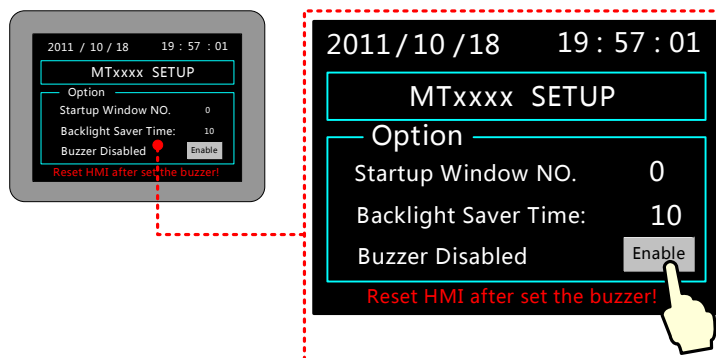 2011 / 10 / 18 19 : 57 : 01
MTxxxx SETUP
Option
Startup Window NO. 0
Backlight Saver Time: 10
Buzzer Disabled Enable
Reset HMI after set the buzzer!
2011 / 10 / 18 19 : 57 : 01
MTxxxx SETUP
Option
Startup Window NO. 0
Backlight Saver Time: 10
Buzzer Disabled Enable
Reset HMI after set the buzzer!